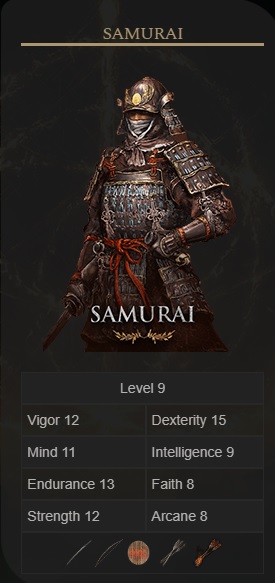 SAMURAI
SAMURAI
Level 9
Vigor 12 Dexterity 15
Mind 11 Intelligence 9
Endurance 13 Faith 8
Strength 12 Arcane 8